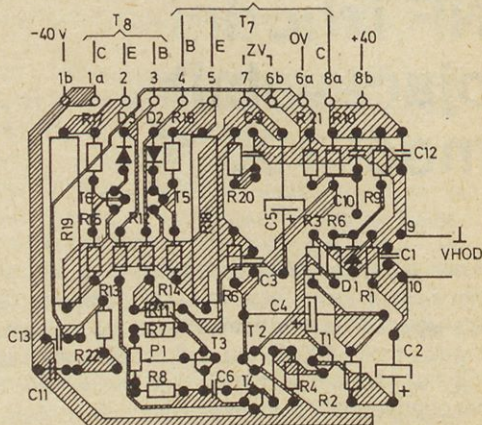 T8 T7
-40V C E B B E ZV 0V C +40
1b 1a 2 3 4 5 7 6b 6a 8a 8b
R17 D3 D2 R16 C9 R21 R10
C12
T6 T5 R20 C10 R9
R19 R15 R12 R18 C5 R3 R6
9
C3 C1 VHOD
R13 R14 D1 R1 10
R11 C4
C13 R7 T3 T2 T1 C2
R22 P1
C11 R8 C6 R4 R2